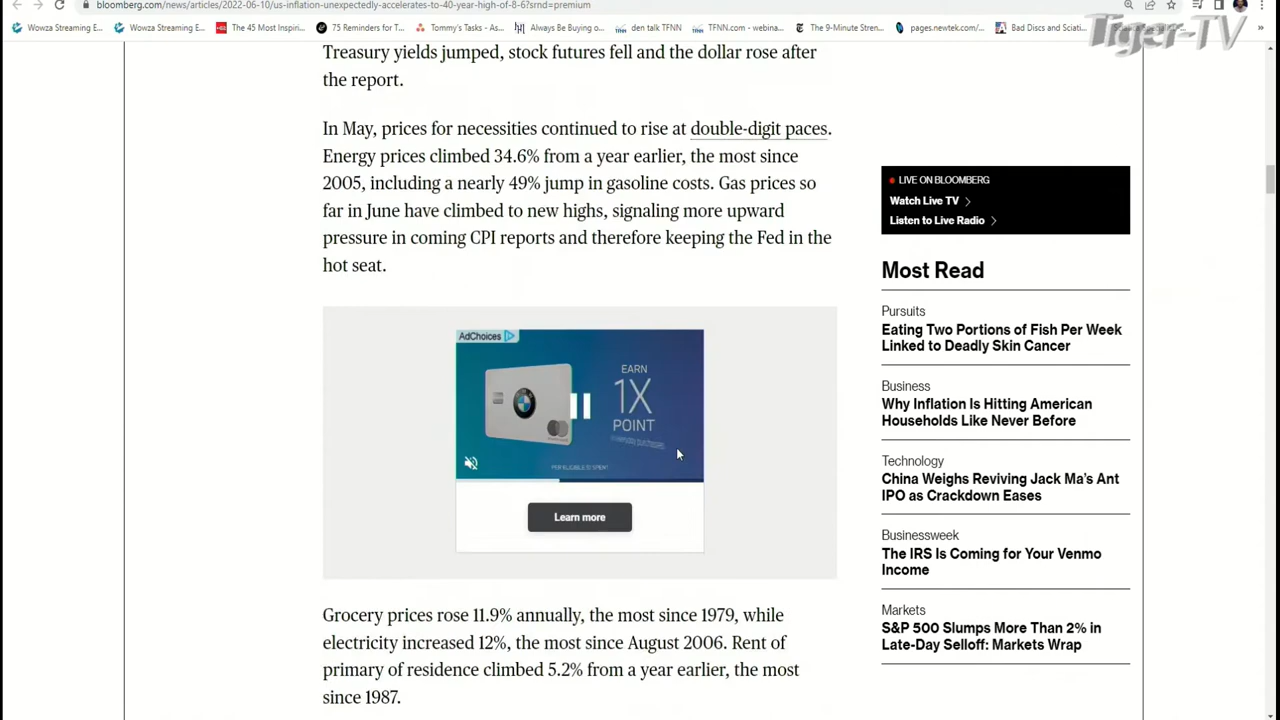 bloomberg.com/news/articles/2022-06-10/us-inflation-unexpectedly-accelerates-to-40-year-high-of-8-6?srnd=premium
Wowza Streaming E...
Wowza Streaming E...
The 45 Most Inspiri...
75 Reminders for T...
Tommy's Tasks - As...
Always Be Buying o...
den talk TFNN
TFNN.com - webina...
The 9-Minute Stren...
pages.newtek.com/...
Bad Discs and Sciati...
Tiger-TV
Treasury yields jumped, stock futures fell and the dollar rose after
the report.
In May, prices for necessities continued to rise at double-digit paces.
Energy prices climbed 34.6% from a year earlier, the most since
2005, including a nearly 49% jump in gasoline costs. Gas prices so
far in June have climbed to new highs, signaling more upward
pressure in coming CPI reports and therefore keeping the Fed in the
hot seat.
AdChoices
EARN
1X
POINT
Learn more
Grocery prices rose 11.9% annually, the most since 1979, while
electricity increased 12%, the most since August 2006. Rent of
primary of residence climbed 5.2% from a year earlier, the most
since 1987.
LIVE ON BLOOMBERG
Watch Live TV
Listen to Live Radio
Most Read
Pursuits
Eating Two Portions of Fish Per Week
Linked to Deadly Skin Cancer
Business
Why Inflation Is Hitting American
Households Like Never Before
Technology
China Weighs Reviving Jack Ma's Ant
IPO as Crackdown Eases
Businessweek
The IRS Is Coming for Your Venmo
Income
Markets
S&P 500 Slumps More Than 2% in
Late-Day Selloff: Markets Wrap